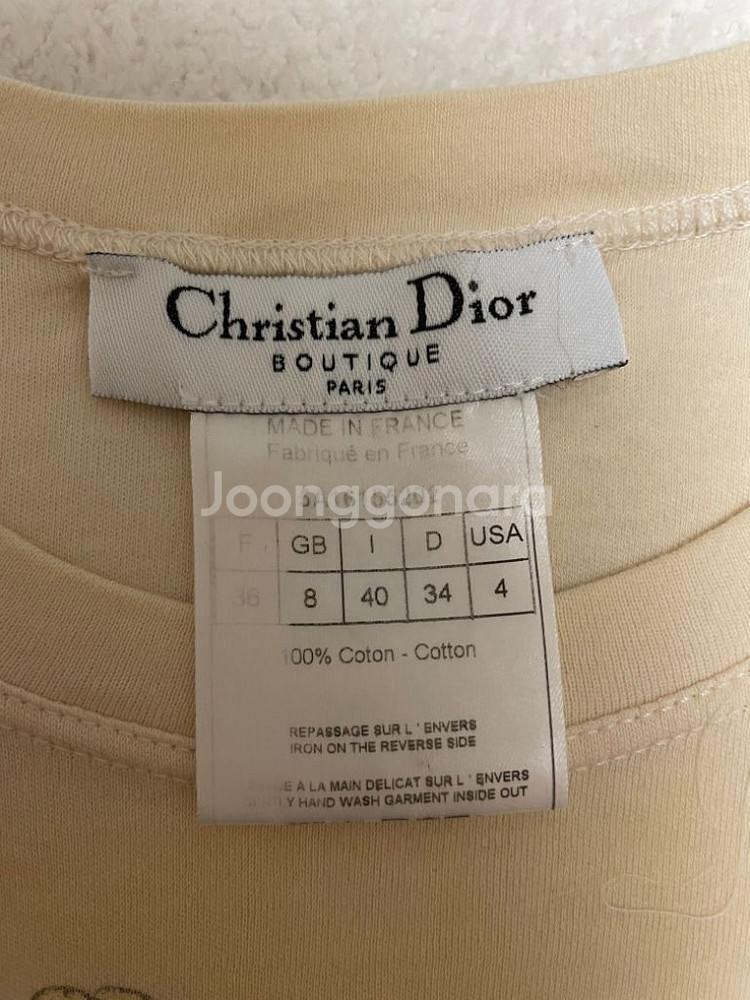 Christian Dior
BOUTIQUE
PARIS
MADE IN FRANCE
Fabriqué en France
Joonggonara
F GB I D USA
36 8 40 34 4
100% Coton - Cotton
REPASSAGE SUR L ' ENVERS
IRON ON THE REVERSE SIDE
A LA MAIN DELICAT SUR L ' ENVERS
HAND WASH GARMENT INSIDE OUT